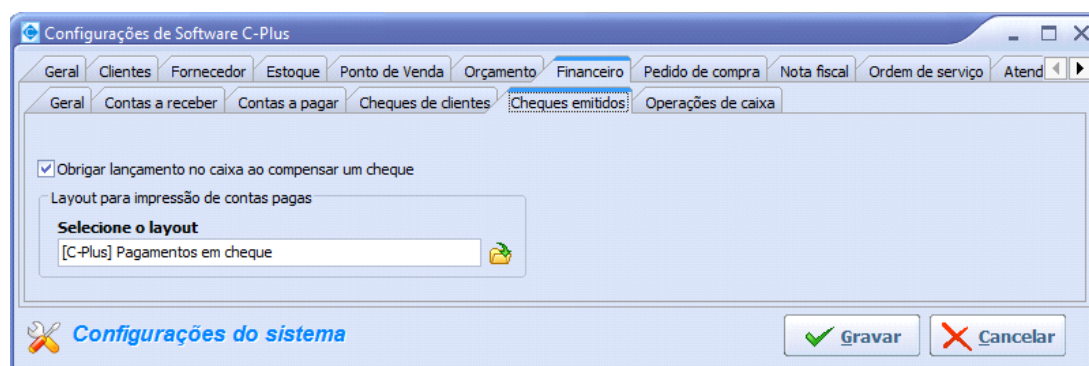 Configurações de Software C-Plus
Geral Clientes Fornecedor Estoque Ponto de Venda Orçamento Financeiro Pedido de compra Nota fiscal Ordem de serviço Atend
Geral Contas a receber Contas a pagar Cheques de clientes Cheques emitidos Operações de caixa
Obrigar lançamento no caixa ao compensar um cheque
Layout para impressão de contas pagas
Selecione o layout
[C-Plus] Pagamentos em cheque
Configurações do sistema
Gravar Cancelar